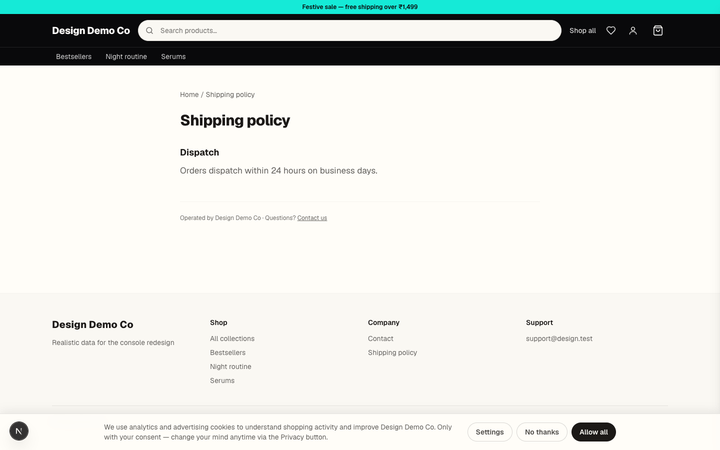 Festive sale — free shipping over ₹1,499
Design Demo Co
Search products...
Shop all
Bestsellers Night routine Serums
Home / Shipping policy
Shipping policy
Dispatch
Orders dispatch within 24 hours on business days.
Operated by Design Demo Co · Questions? Contact us
Design Demo Co
Realistic data for the console redesign
Shop
All collections
Bestsellers
Night routine
Serums
Company
Contact
Shipping policy
Support
support@design.test
We use analytics and advertising cookies to understand shopping activity and improve Design Demo Co. Only
with your consent — change your mind anytime via the Privacy button.
Settings
No thanks
Allow all
N